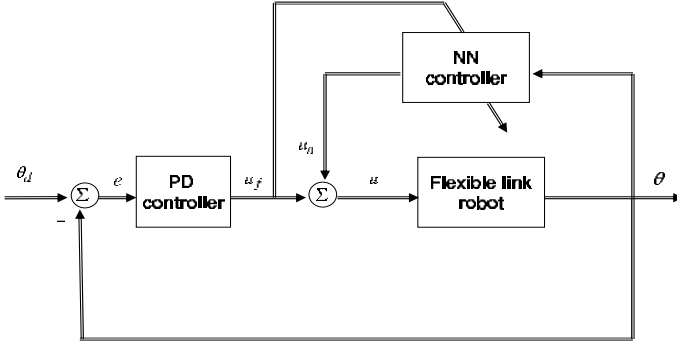 NN
controller
un
θd
Σ
e
PD
controller
uf
Σ
u
Flexible link
robot
θ
−